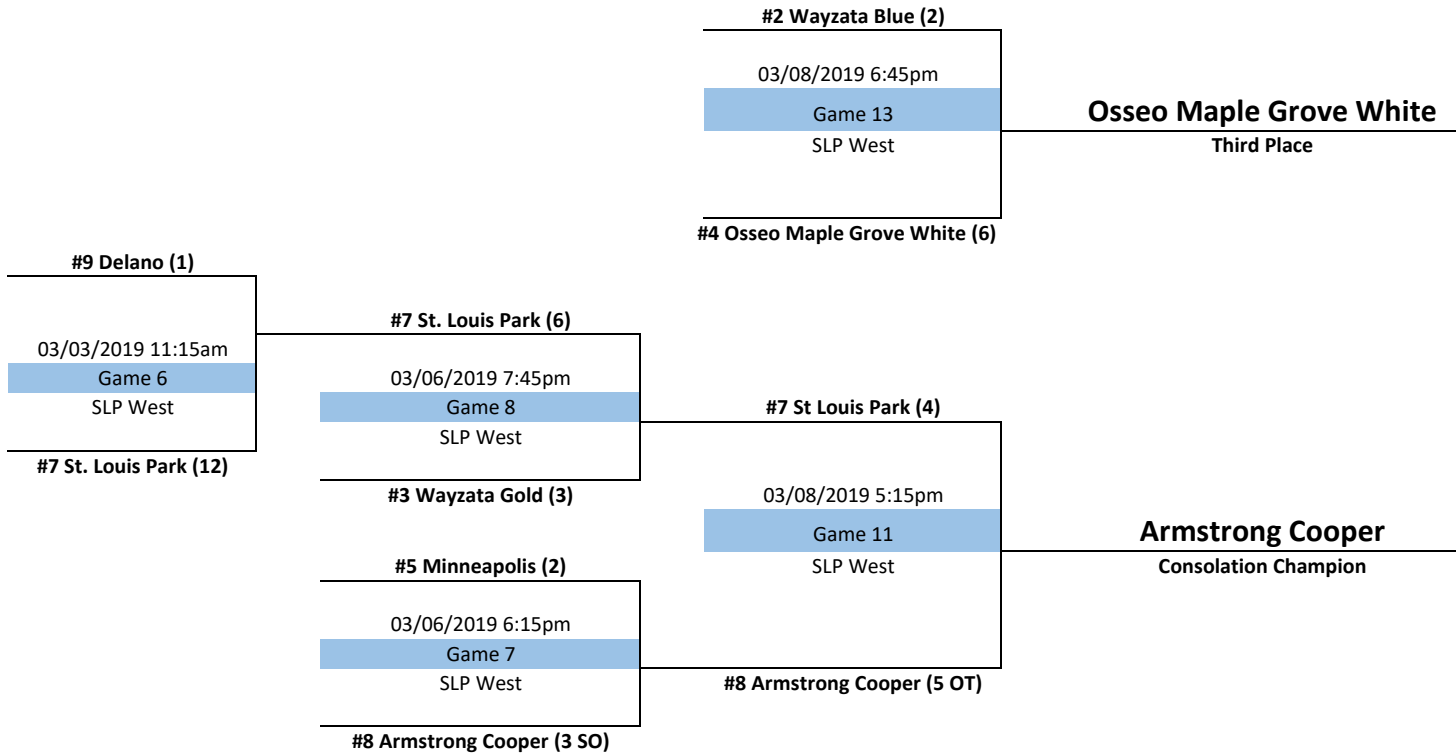 #2 Wayzata Blue (2)
03/08/2019 6:45pm
Game 13
SLP West
#4 Osseo Maple Grove White (6)
Osseo Maple Grove White
Third Place
#9 Delano (1)
03/03/2019 11:15am
Game 6
SLP West
#7 St. Louis Park (12)
#7 St. Louis Park (6)
03/06/2019 7:45pm
Game 8
SLP West
#3 Wayzata Gold (3)
#5 Minneapolis (2)
03/06/2019 6:15pm
Game 7
SLP West
#8 Armstrong Cooper (3 SO)
#7 St Louis Park (4)
03/08/2019 5:15pm
Game 11
SLP West
#8 Armstrong Cooper (5 OT)
Armstrong Cooper
Consolation Champion